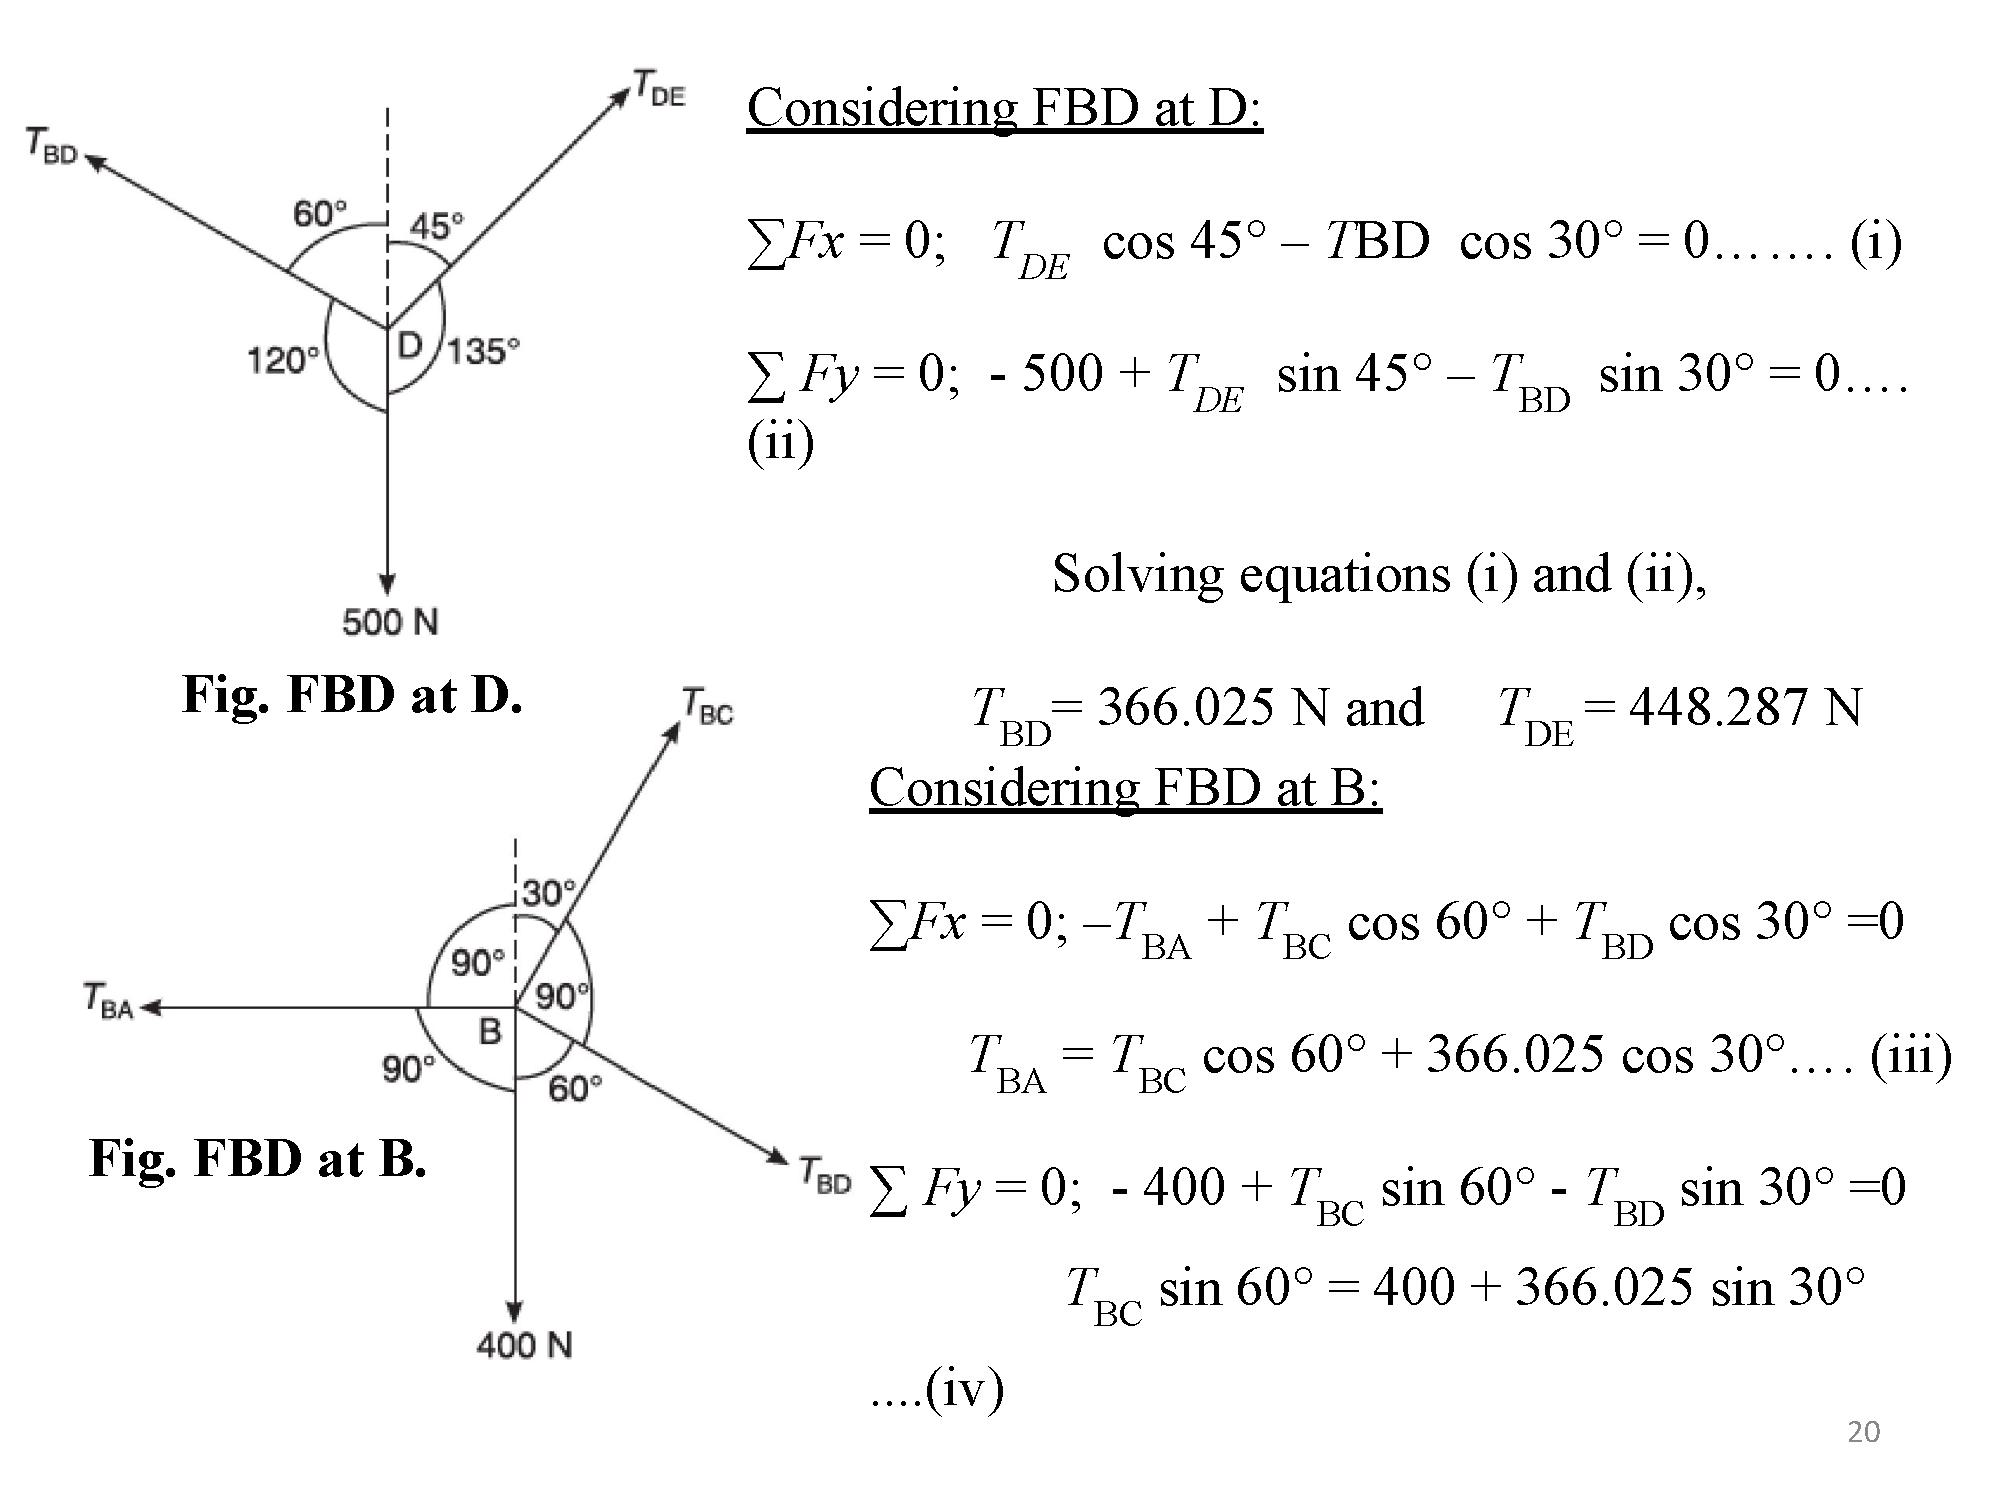 T_DE
T_BD
60°
45°
120°
D
135°
500 N
Fig. FBD at D.
Considering FBD at D:
∑Fx = 0; T_DE cos 45° – TBD cos 30° = 0……. (i)
∑ Fy = 0; - 500 + T_DE sin 45° – T_BD sin 30° = 0….
(ii)
Solving equations (i) and (ii),
T_BD= 366.025 N and T_DE = 448.287 N
T_BC
30°
90°
90°
T_BA
B
90°
60°
T_BD
400 N
Fig. FBD at B.
Considering FBD at B:
∑Fx = 0; –T_BA + T_BC cos 60° + T_BD cos 30° =0
T_BA = T_BC cos 60° + 366.025 cos 30°…. (iii)
∑ Fy = 0; - 400 + T_BC sin 60° - T_BD sin 30° =0
T_BC sin 60° = 400 + 366.025 sin 30°
....(iv)
20